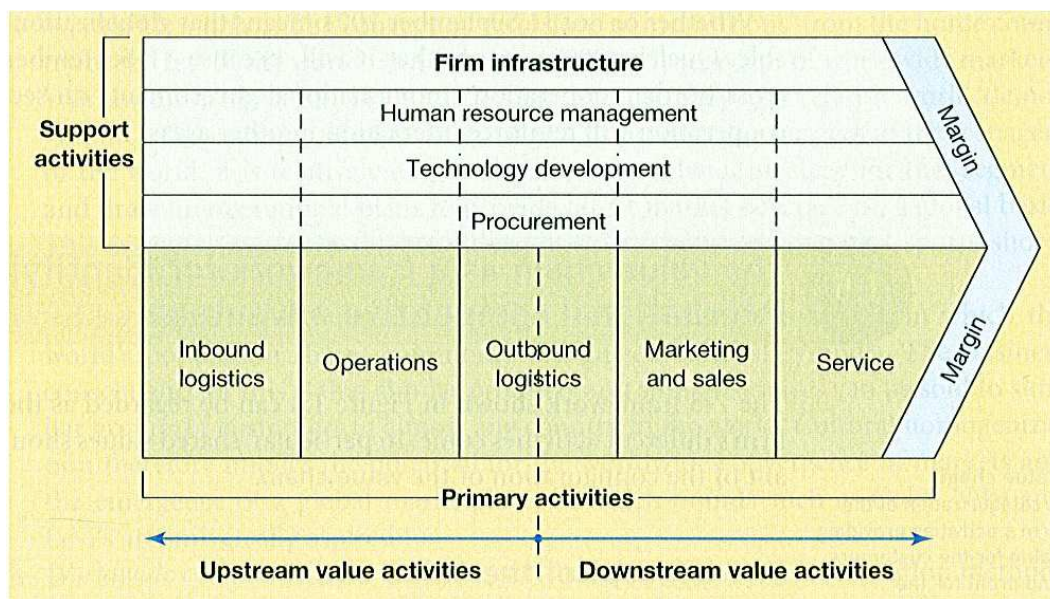 Firm infrastructure
Human resource management
Support
activities
Technology development
Procurement
Margin
Inbound
logistics
Operations
Outbound
logistics
Marketing
and sales
Service
Margin
Primary activities
Upstream value activities
Downstream value activities